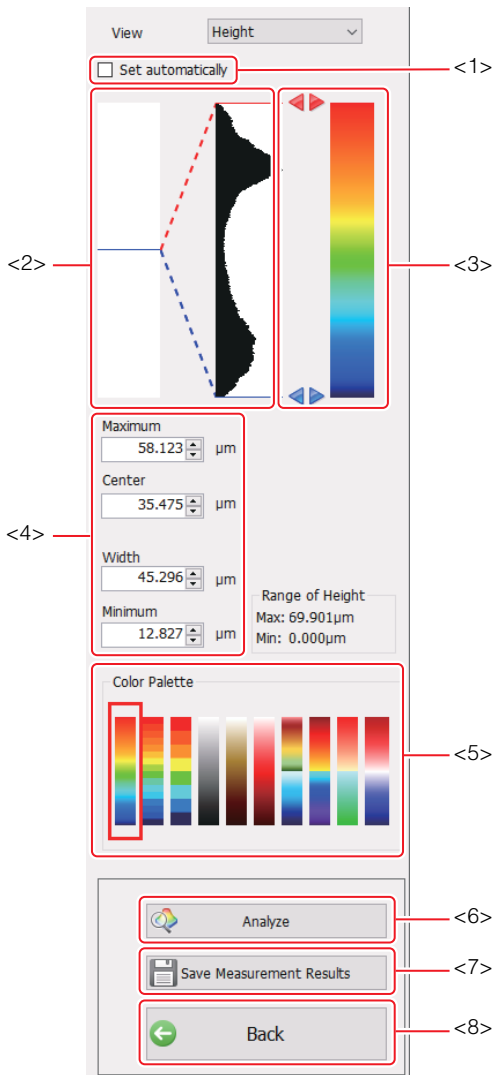 View Height
Set automatically <1>
<2>
<3>
Maximum
58.123 µm
Center
35.475 µm
<4>
Width
45.296 µm
Minimum
12.827 µm
Range of Height
Max: 69.901µm
Min: 0.000µm
Color Palette
<5>
Analyze <6>
Save Measurement Results <7>
Back <8>